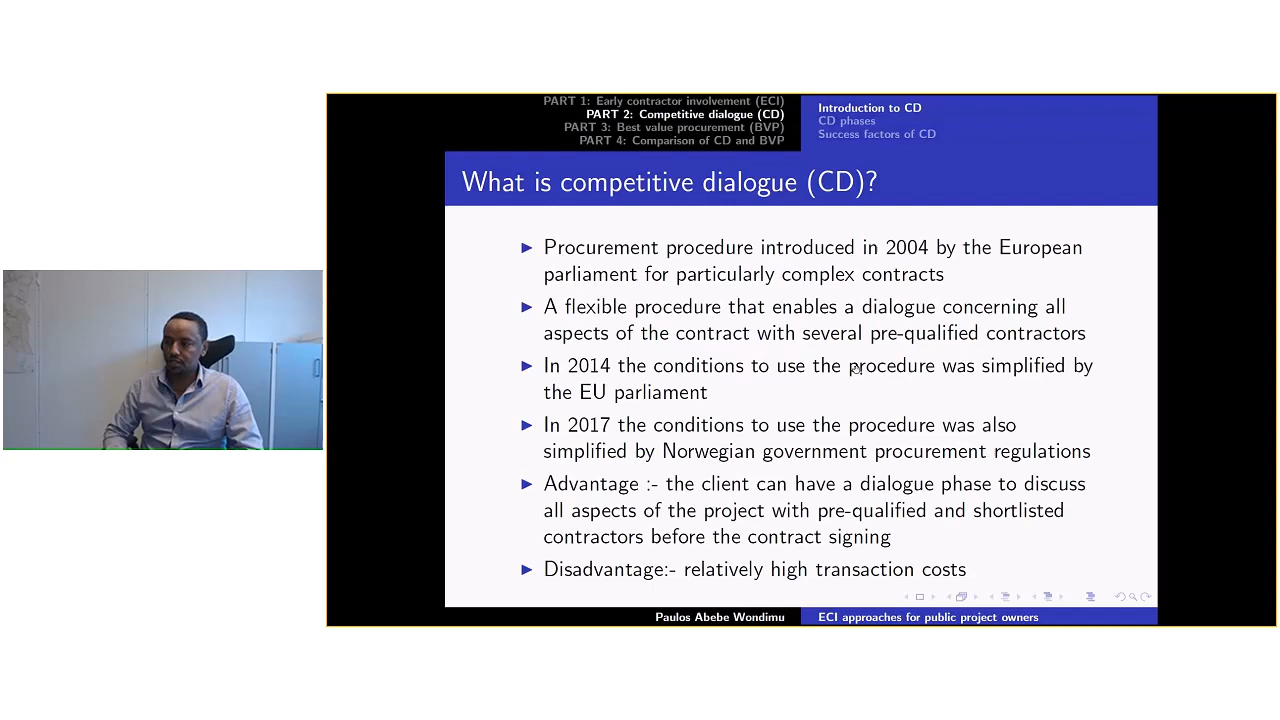 PART 1: Early contractor involvement (ECI)
PART 2: Competitive dialogue (CD)
PART 3: Best value procurement (BVP)
PART 4: Comparison of CD and BVP
Introduction to CD
CD phases
Success factors of CD
What is competitive dialogue (CD)?
Procurement procedure introduced in 2004 by the European
parliament for particularly complex contracts
A flexible procedure that enables a dialogue concerning all
aspects of the contract with several pre-qualified contractors
In 2014 the conditions to use the procedure was simplified by
the EU parliament
In 2017 the conditions to use the procedure was also
simplified by Norwegian government procurement regulations
Advantage :- the client can have a dialogue phase to discuss
all aspects of the project with pre-qualified and shortlisted
contractors before the contract signing
Disadvantage:- relatively high transaction costs
Paulos Abebe Wondimu
ECI approaches for public project owners